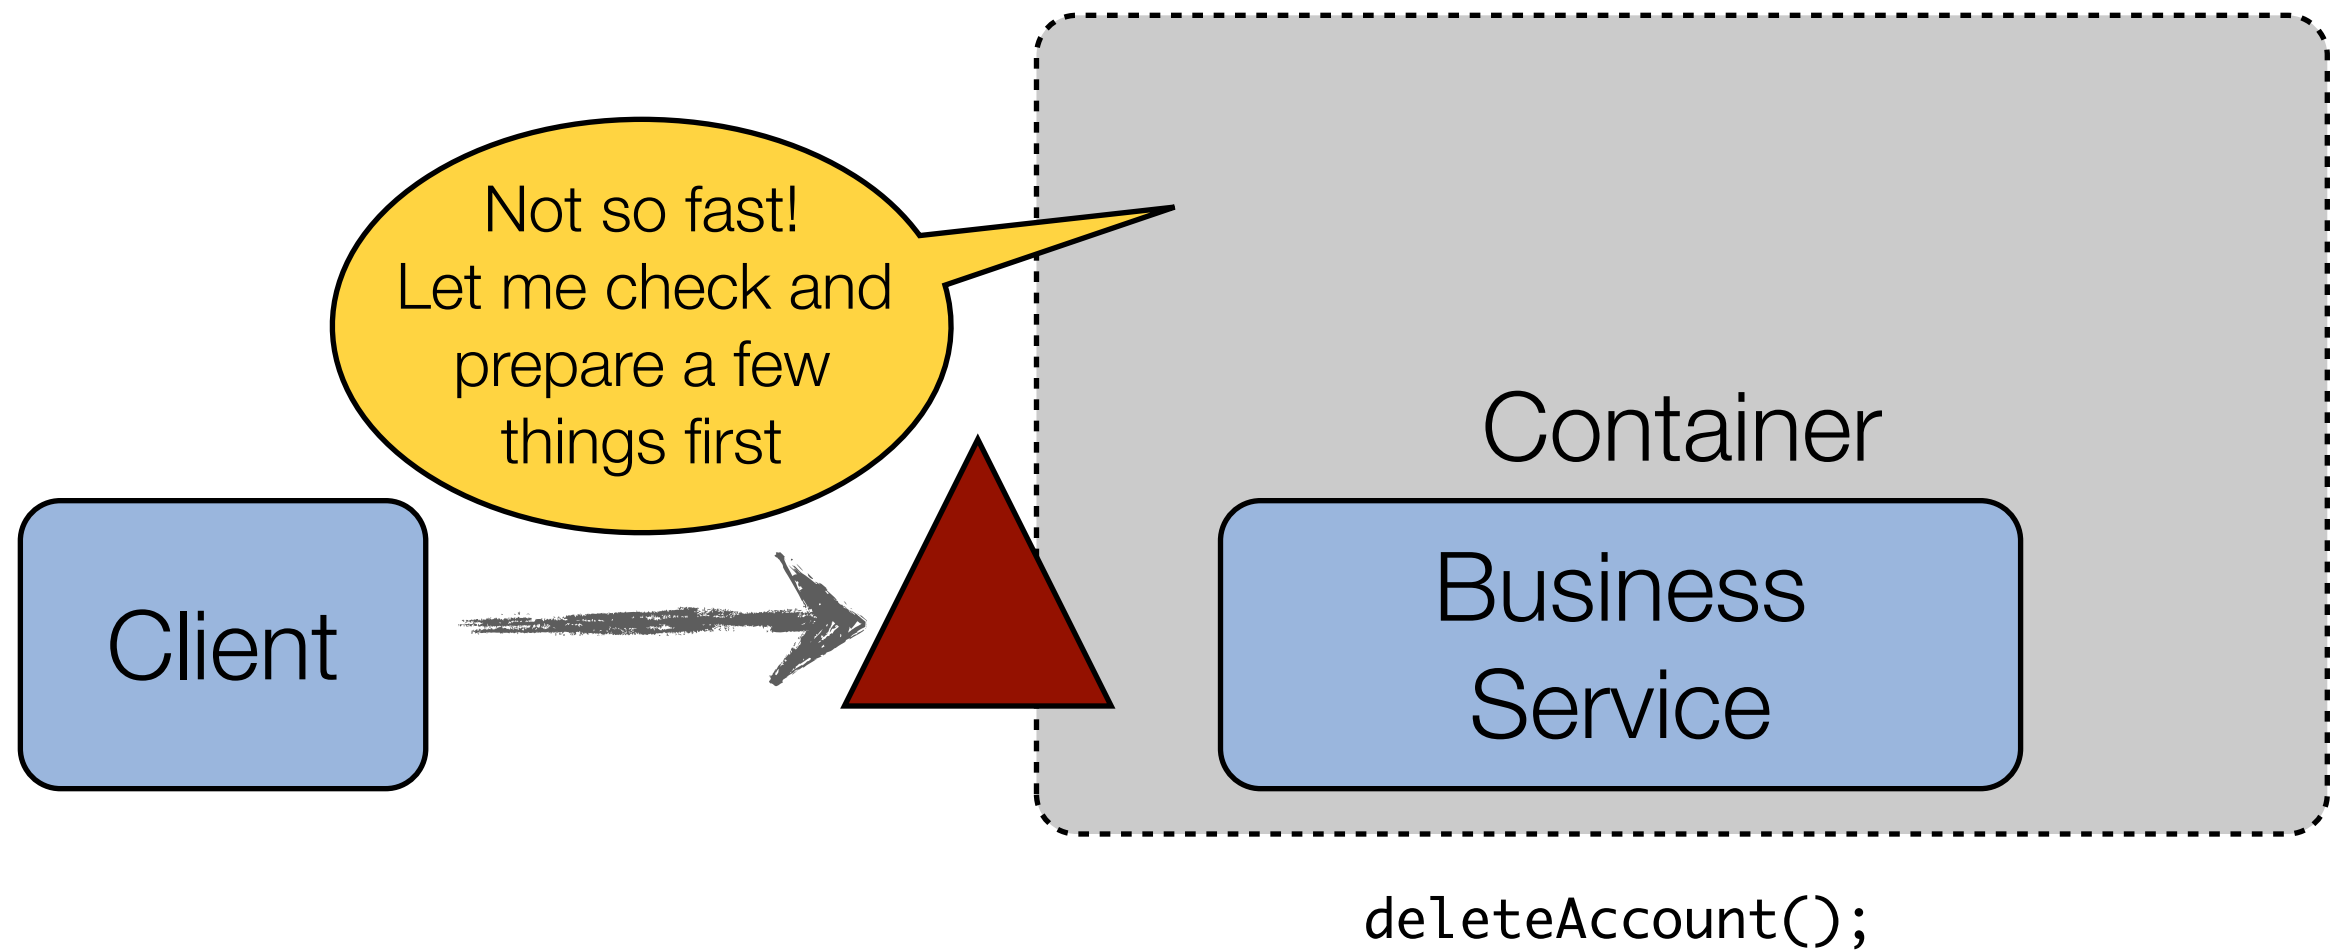 Not so fast!
Let me check and
prepare a few
things first
Container
Client
Business
Service
deleteAccount();